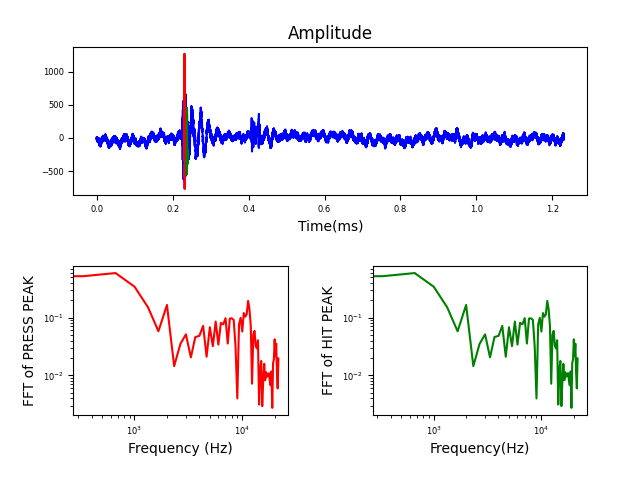 Amplitude
1000
500
0
−500
0.0 0.2 0.4 0.6 0.8 1.0 1.2
Time(ms)
FFT of PRESS PEAK
10⁻¹
10⁻²
10³ 10⁴
Frequency (Hz)
FFT of HIT PEAK
10⁻¹
10⁻²
10³ 10⁴
Frequency(Hz)